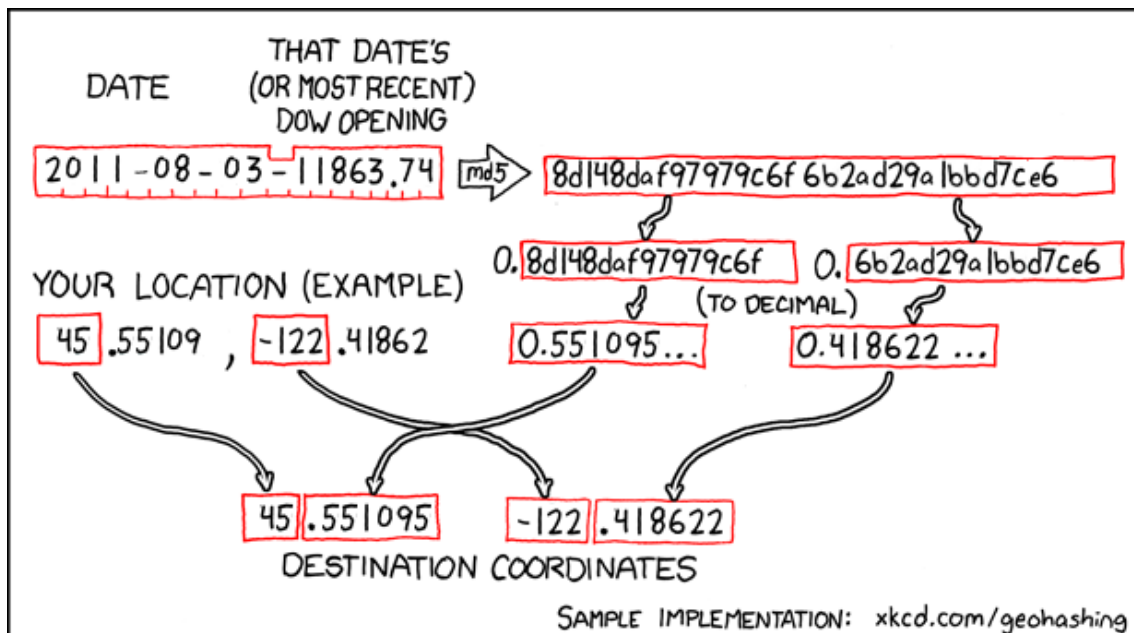 DATE
THAT DATE'S
(OR MOST RECENT)
DOW OPENING
2011-08-03-11863.74
md5
8d148daf97979c6f6b2ad29a1bbd7ce6
0.8d148daf97979c6f
0.6b2ad29a1bbd7ce6
(TO DECIMAL)
YOUR LOCATION (EXAMPLE)
45.55109, -122.41862
0.551095...
0.418622...
45.551095
-122.418622
DESTINATION COORDINATES
SAMPLE IMPLEMENTATION: xkcd.com/geohashing